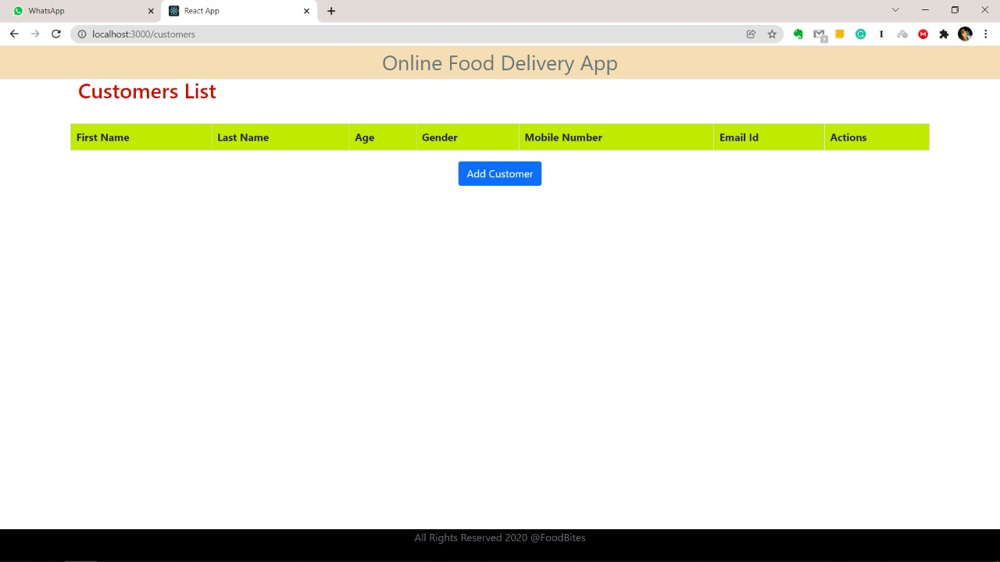 WhatsApp
React App
localhost:3000/customers
Online Food Delivery App
Customers List
First Name Last Name Age Gender Mobile Number Email Id Actions
Add Customer
All Rights Reserved 2020 @FoodBites